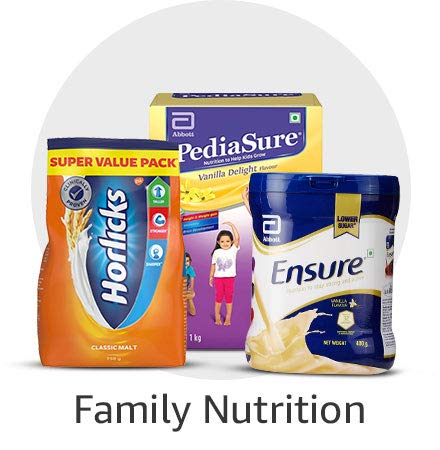 SUPER VALUE PACK
CLINICALLY
PROVEN
Horlicks
TALLER
STRONGER
SHARPER
CLASSIC MALT
Abbott
PediaSure
Nutrition to Help Kids Grow
Vanilla Delight Flavour
1 kg
Abbott
LOWER
SUGAR
Ensure
VANILLA
FLAVOUR
NET WEIGHT 400 g
Family Nutrition